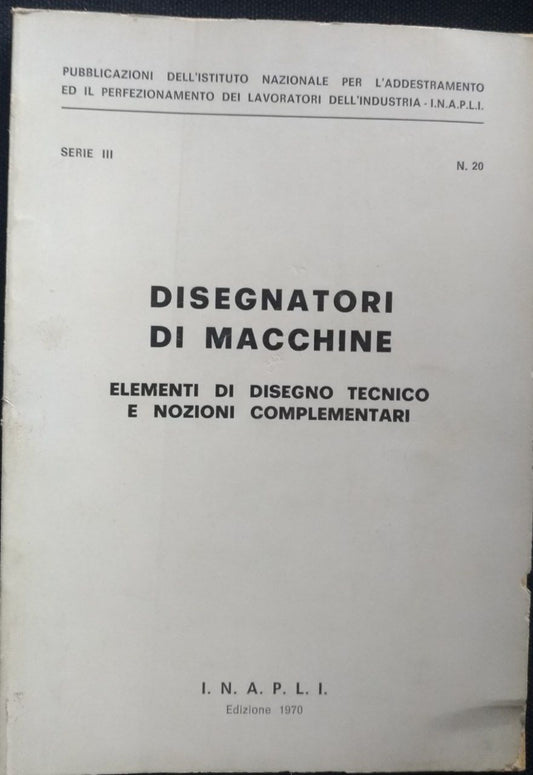 PUBBLICAZIONI DELL'ISTITUTO NAZIONALE PER L'ADDESTRAMENTO
ED IL PERFEZIONAMENTO DEI LAVORATORI DELL'INDUSTRIA - I.N.A.P.L.I.
SERIE III
N. 20
DISEGNATORI
DI MACCHINE
ELEMENTI DI DISEGNO TECNICO
E NOZIONI COMPLEMENTARI
I. N. A. P. L. I.
Edizione 1970